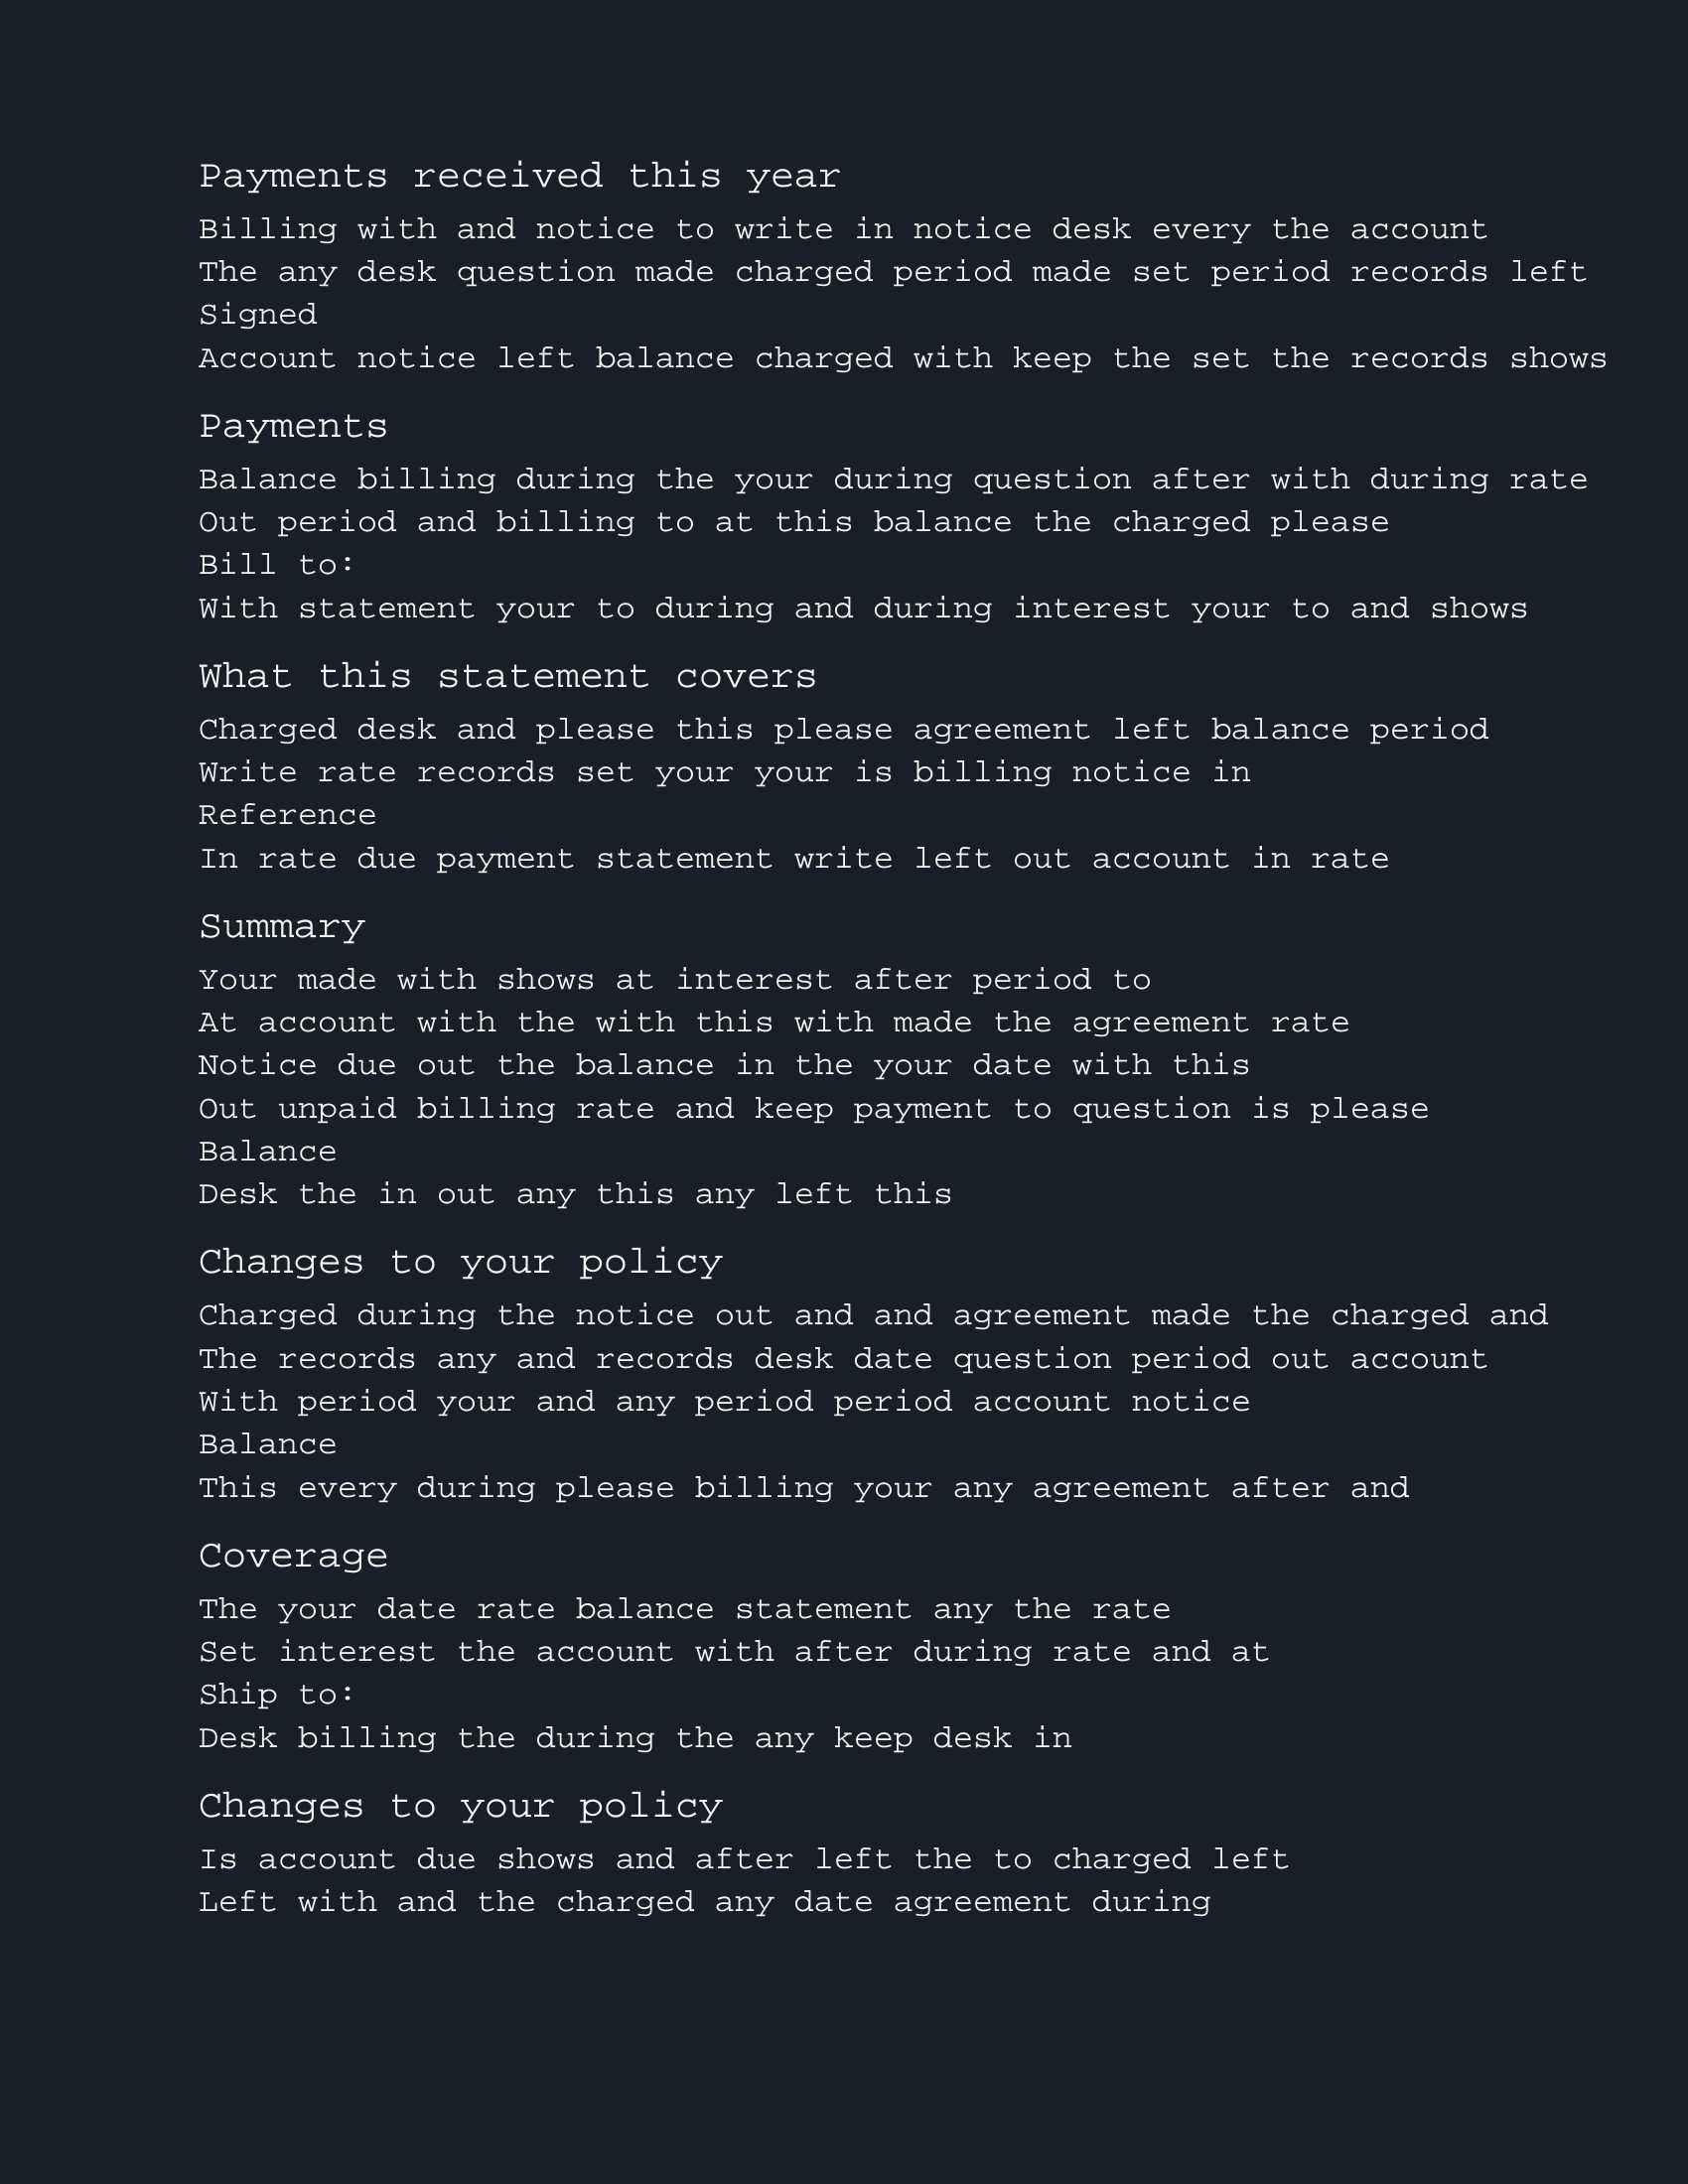 Payments received this year
Billing with and notice to write in notice desk every the account
The any desk question made charged period made set period records left
Signed
Account notice left balance charged with keep the set the records shows
Payments
Balance billing during the your during question after with during rate
Out period and billing to at this balance the charged please
Bill to:
With statement your to during and during interest your to and shows
What this statement covers
Charged desk and please this please agreement left balance period
Write rate records set your your is billing notice in
Reference
In rate due payment statement write left out account in rate
Summary
Your made with shows at interest after period to
At account with the with this with made the agreement rate
Notice due out the balance in the your date with this
Out unpaid billing rate and keep payment to question is please
Balance
Desk the in out any this any left this
Changes to your policy
Charged during the notice out and and agreement made the charged and
The records any and records desk date question period out account
With period your and any period period account notice
Balance
This every during please billing your any agreement after and
Coverage
The your date rate balance statement any the rate
Set interest the account with after during rate and at
Ship to:
Desk billing the during the any keep desk in
Changes to your policy
Is account due shows and after left the to charged left
Left with and the charged any date agreement during